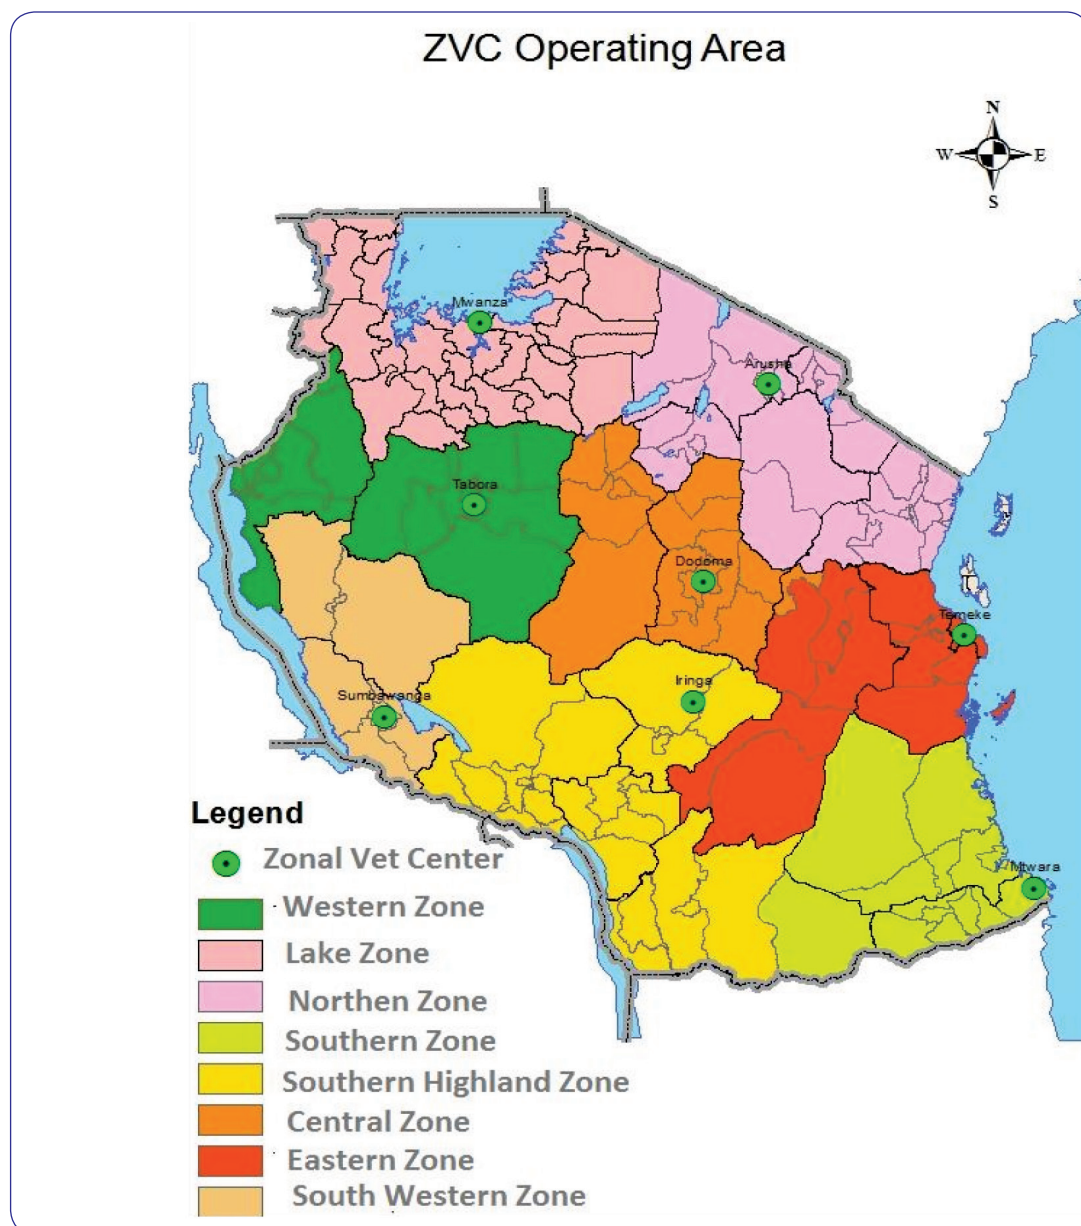 ZVC Operating Area
N
W E
S
Mwanza
Arusha
Tabora
Dodoma
Temeke
Sumbawanga
Iringa
Mtwara
Legend
Zonal Vet Center
Western Zone
Lake Zone
Northen Zone
Southern Zone
Southern Highland Zone
Central Zone
Eastern Zone
South Western Zone